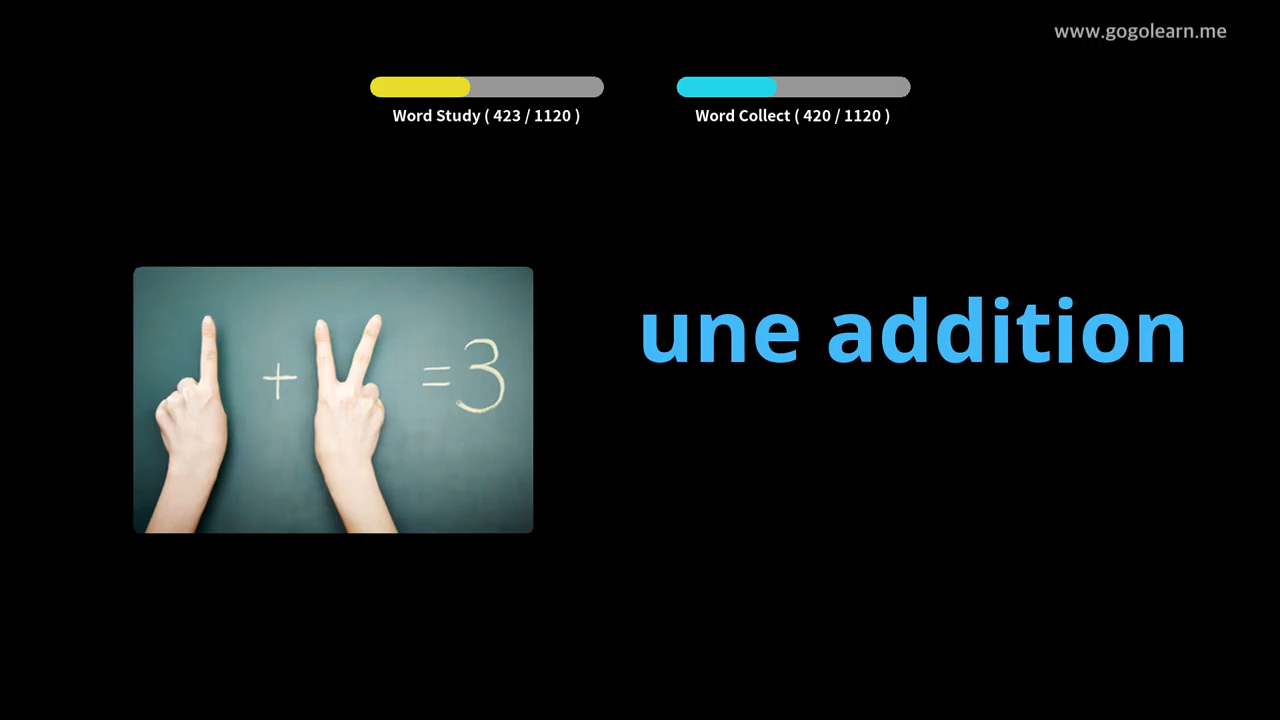 www.gogolearn.me
Word Study ( 423 / 1120 )
Word Collect ( 420 / 1120 )
une addition
+ = 3